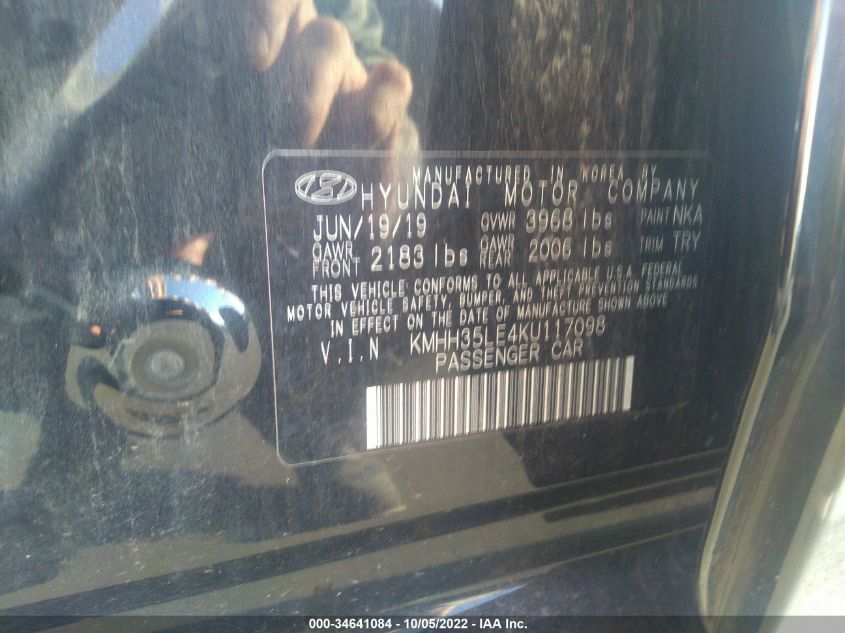 MANUFACTURED IN KOREA BY
HYUNDAI MOTOR COMPANY
JUN/19/19 GVWR 3968 lbs PAINT NKA
GAWR FRONT 2183 lbs GAWR REAR 2006 lbs TRIM TRY
THIS VEHICLE CONFORMS TO ALL APPLICABLE U.S.A. FEDERAL
MOTOR VEHICLE SAFETY, BUMPER, AND THEFT PREVENTION STANDARDS
IN EFFECT ON THE DATE OF MANUFACTURE SHOWN ABOVE
V.I.N KMHH35LE4KU117098
PASSENGER CAR
000-34641084 - 10/05/2022 - IAA Inc.